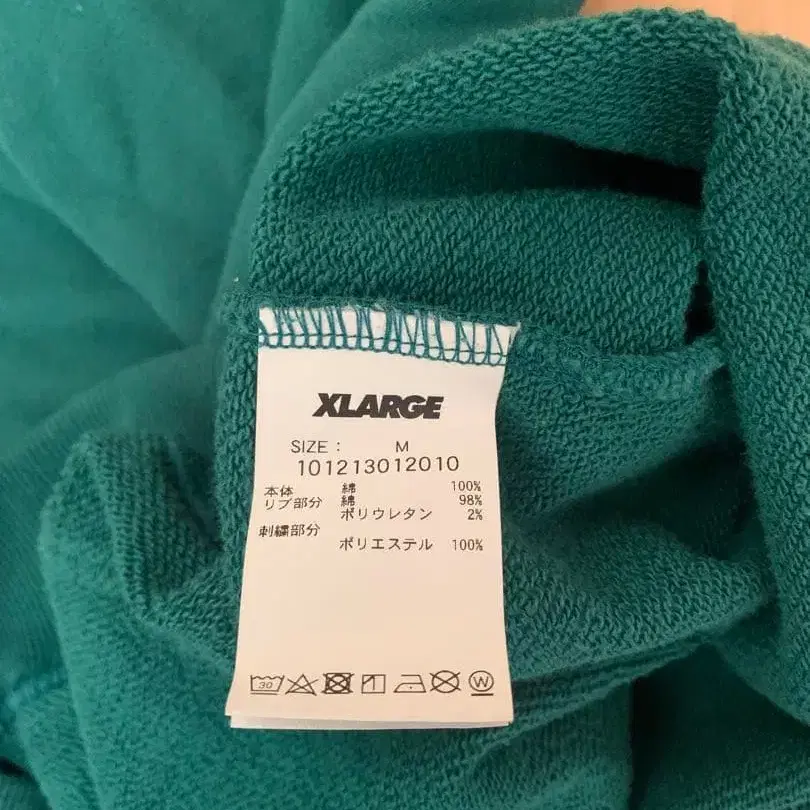 XLARGE
SIZE : M
101213012010
本体 綿 100%
リブ部分 綿 98%
ポリウレタン 2%
刺繍部分
ポリエステル 100%
30 W